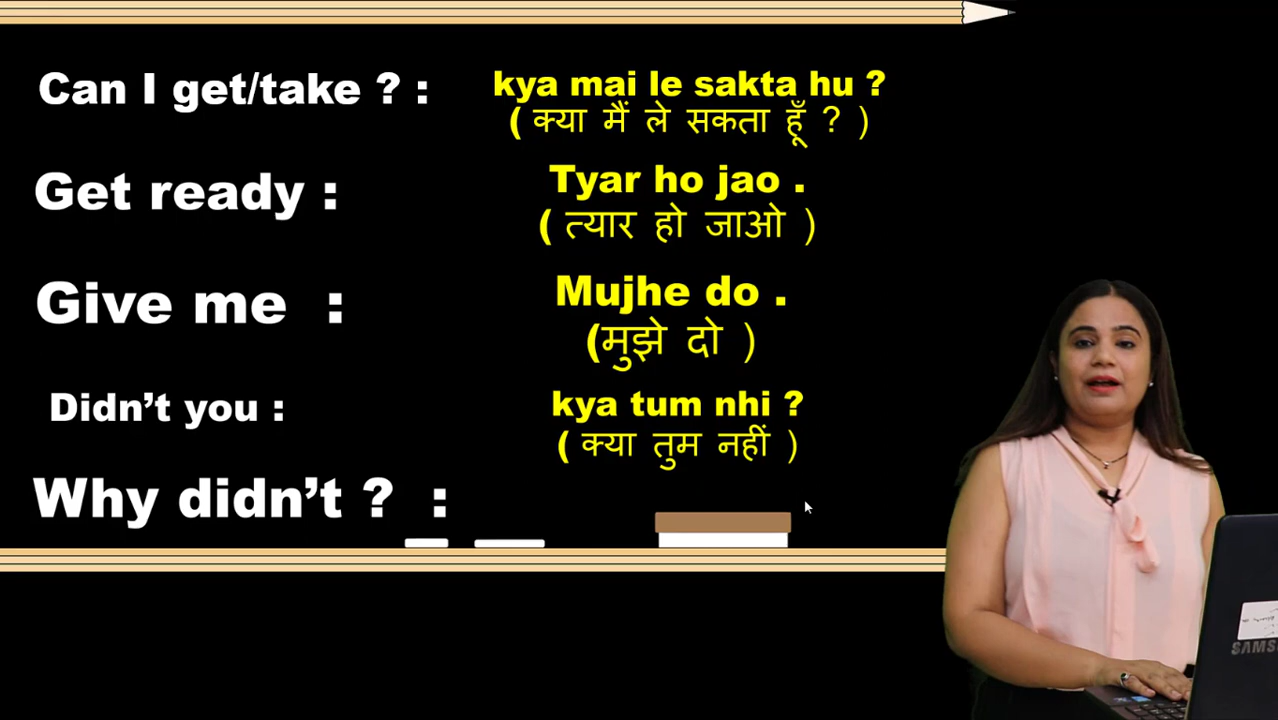 Can I get/take ? :
kya mai le sakta hu ?
( क्या मैं ले सकता हूँ ? )
Get ready :
Tyar ho jao .
( त्यार हो जाओ )
Give me :
Mujhe do .
(मुझे दो )
Didn’t you :
kya tum nhi ?
( क्या तुम नहीं )
Why didn’t ? :